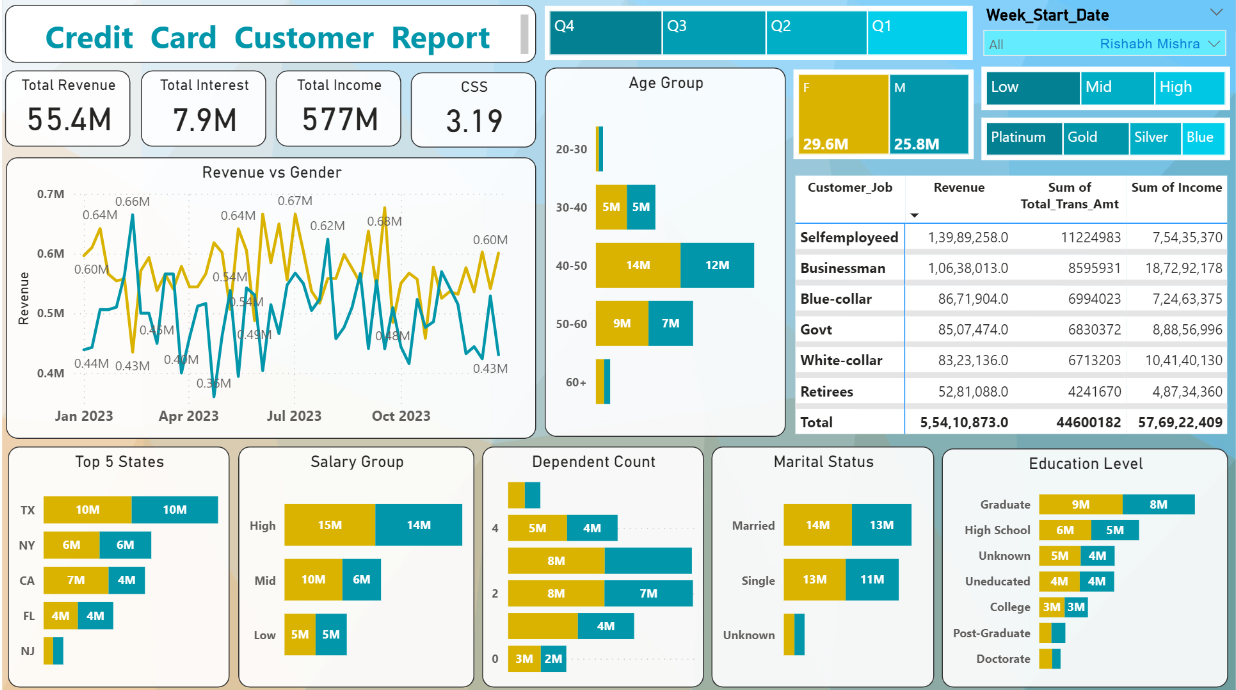 Credit Card Customer Report
Q4
Q3
Q2
Q1
Week_Start_Date
All
Rishabh Mishra
Total Revenue
55.4M
Total Interest
7.9M
Total Income
577M
CSS
3.19
Low
Mid
High
Platinum
Gold
Silver
Blue
F
29.6M
M
25.8M
Revenue vs Gender
Revenue
0.7M
0.6M
0.5M
0.4M
0.64M
0.66M
0.64M
0.67M
0.62M
0.68M
0.60M
0.60M
0.54M
0.54M
0.45M
0.49M
0.48M
0.44M
0.43M
0.40M
0.36M
0.43M
Jan 2023
Apr 2023
Jul 2023
Oct 2023
Age Group
20-30
30-40 5M 5M
40-50 14M 12M
50-60 9M 7M
60+
Customer_Job Revenue Sum of Total_Trans_Amt Sum of Income
Selfemployeed 1,39,89,258.0 11224983 7,54,35,370
Businessman 1,06,38,013.0 8595931 18,72,92,178
Blue-collar 86,71,904.0 6994023 7,24,63,375
Govt 85,07,474.0 6830372 8,88,56,996
White-collar 83,23,136.0 6713203 10,41,40,130
Retirees 52,81,088.0 4241670 4,87,34,360
Total 5,54,10,873.0 44600182 57,69,22,409
Top 5 States
TX 10M 10M
NY 6M 6M
CA 7M 4M
FL 4M 4M
NJ
Salary Group
High 15M 14M
Mid 10M 6M
Low 5M 5M
Dependent Count
4 5M 4M
8M
2 8M 7M
4M
0 3M 2M
Marital Status
Married 14M 13M
Single 13M 11M
Unknown
Education Level
Graduate 9M 8M
High School 6M 5M
Unknown 5M 4M
Uneducated 4M 4M
College 3M 3M
Post-Graduate
Doctorate